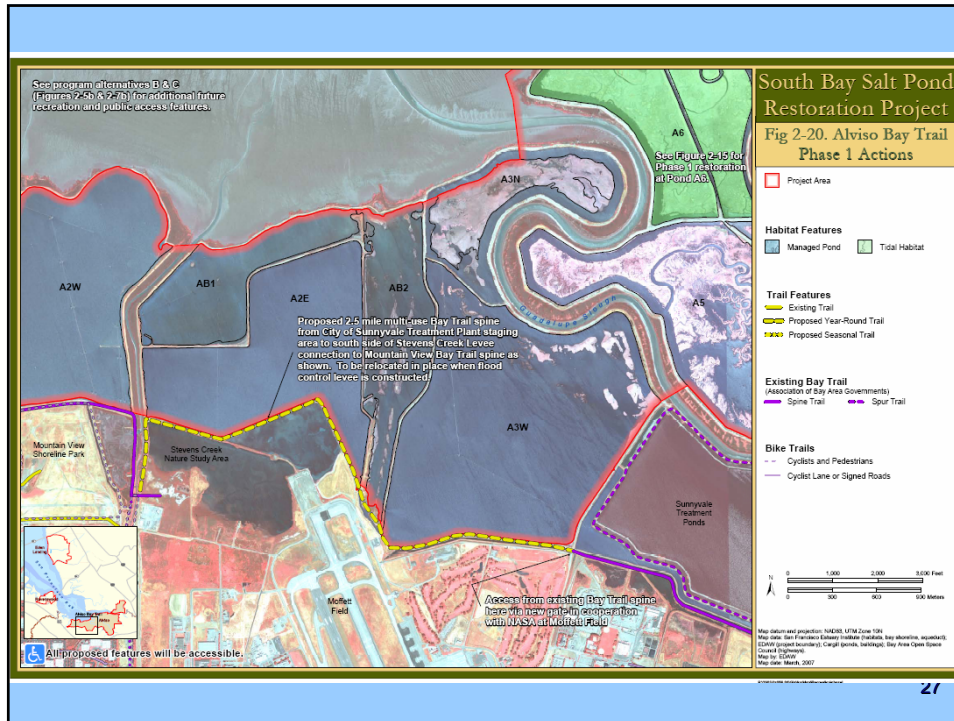 See program alternatives B & C
(Figures 2-5b & 2-7b) for additional future
recreation and public access features.
South Bay Salt Pond
Restoration Project
Fig 2-20. Alviso Bay Trail
Phase 1 Actions
Project Area
Habitat Features
Managed Pond
Tidal Habitat
Trail Features
Existing Trail
Proposed Year-Round Trail
Proposed Seasonal Trail
Existing Bay Trail
(Association of Bay Area Governments)
Spine Trail
Spur Trail
Bike Trails
Cyclists and Pedestrians
Cyclist Lane or Signed Roads
A6
See Figure 2-15 for
Phase 1 restoration
at Pond A6.
A3N
A2W
AB1
A2E
AB2
A5
Guadalupe Slough
Proposed 2.5 mile multi-use Bay Trail spine
from City of Sunnyvale Treatment Plant staging
area to south side of Stevens Creek Levee
connection to Mountain View Bay Trail spine as
shown. To be relocated in place when flood
control levee is constructed.
A3W
Mountain View
Shoreline Park
Stevens Creek
Nature Study Area
Sunnyvale
Treatment
Ponds
Moffett
Field
Access from existing Bay Trail spine
here via new gate in cooperation
with NASA at Moffett Field
All proposed features will be accessible.
N
0 1,000 2,000 3,000 Feet
0 300 600 900 Meters
Map datum and projection: NAD83, UTM Zone 10N
Map data: San Francisco Estuary Institute (habitats, bay shoreline, aqueduct);
EDAW (project boundary); Cargill (ponds, buildings); Bay Area Open Space
Council (highways).
Map by: EDAW
Map date: March, 2007
27